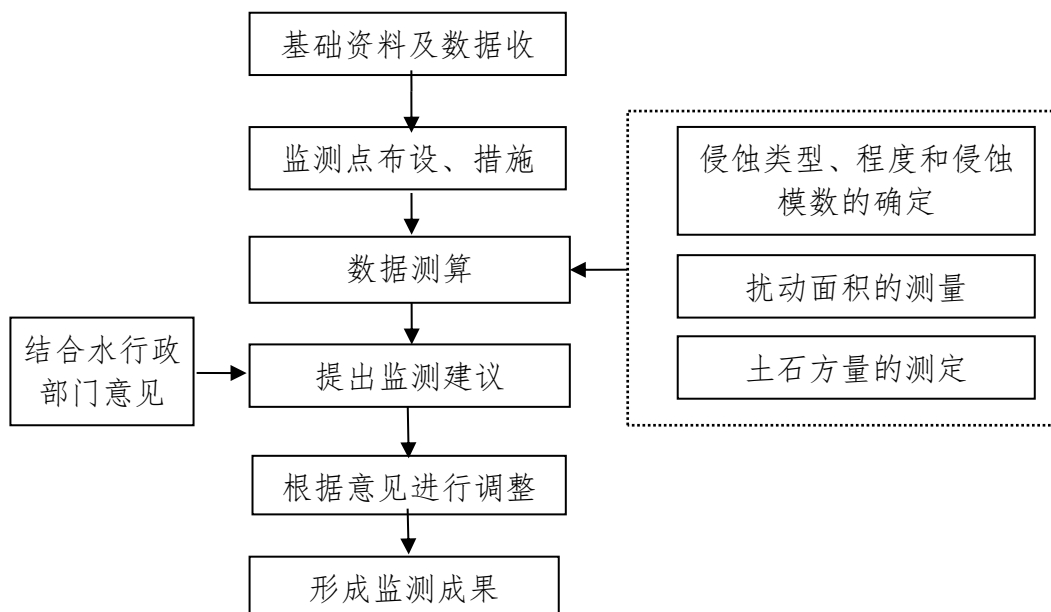 基础资料及数据收
监测点布设、措施
侵蚀类型、程度和侵蚀
模数的确定
数据测算
扰动面积的测量
结合水行政
部门意见
提出监测建议
土石方量的测定
根据意见进行调整
形成监测成果